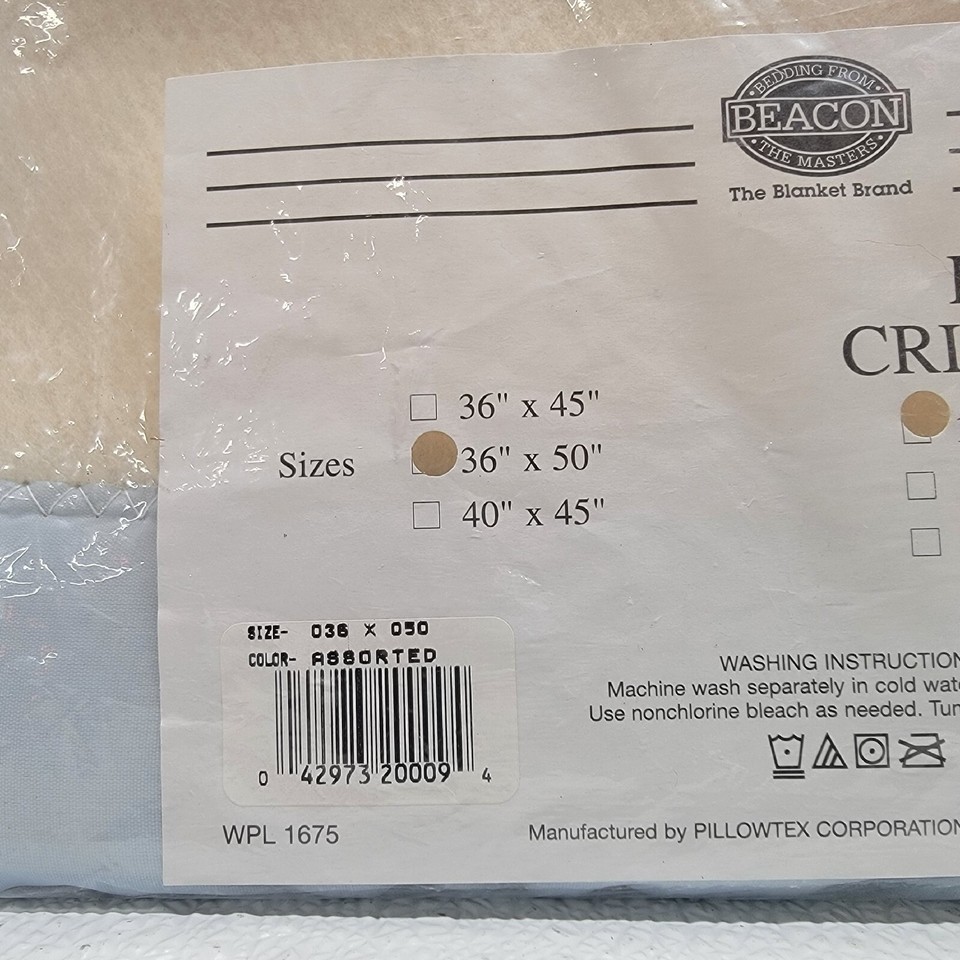 BEDDING FROM
BEACON
THE MASTERS
The Blanket Brand
CRI
36" x 45"
Sizes
36" x 50"
40" x 45"
SIZE- 036 X 050
COLOR- ASSORTED
0 42973 20009 4
WASHING INSTRUCTION
Machine wash separately in cold wat
Use nonchlorine bleach as needed. Tu
WPL 1675
Manufactured by PILLOWTEX CORPORATION